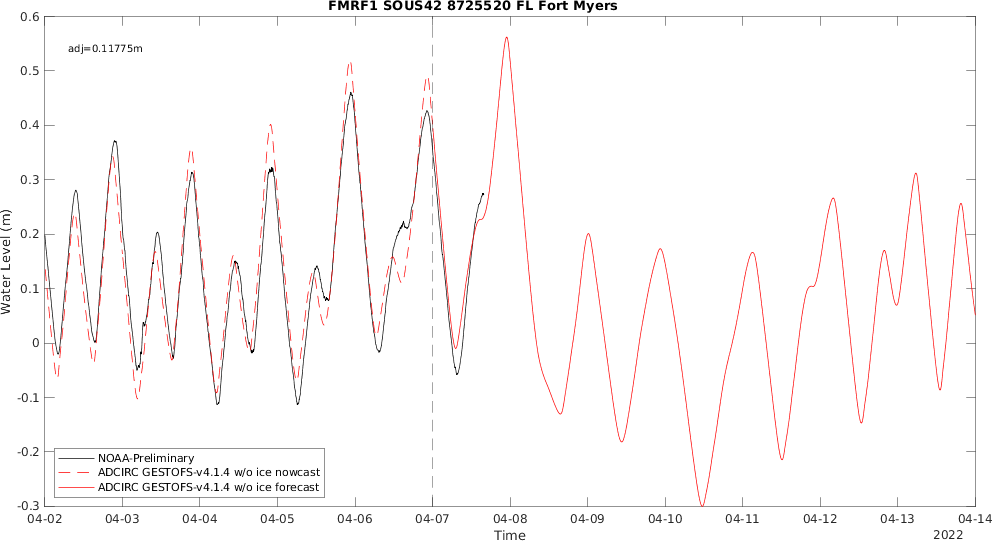 FMRF1 SOUS42 8725520 FL Fort Myers
adj=0.11775m
Water Level (m)
0.6
0.5
0.4
0.3
0.2
0.1
0
-0.1
-0.2
-0.3
NOAA-Preliminary
ADCIRC GESTOFS-v4.1.4 w/o ice nowcast
ADCIRC GESTOFS-v4.1.4 w/o ice forecast
04-02 04-03 04-04 04-05 04-06 04-07 04-08 04-09 04-10 04-11 04-12 04-13 04-14
Time
2022